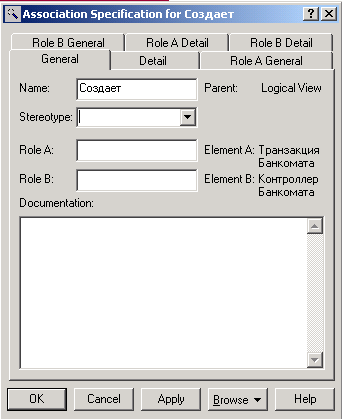 Association Specification for Создает
Role B General Role A Detail Role B Detail
General Detail Role A General
Name: Создает Parent: Logical View
Stereotype:
Role A: Element A: Транзакция
Банкомата
Role B: Element B: Контроллер
Банкомата
Documentation:
OK Cancel Apply Browse Help